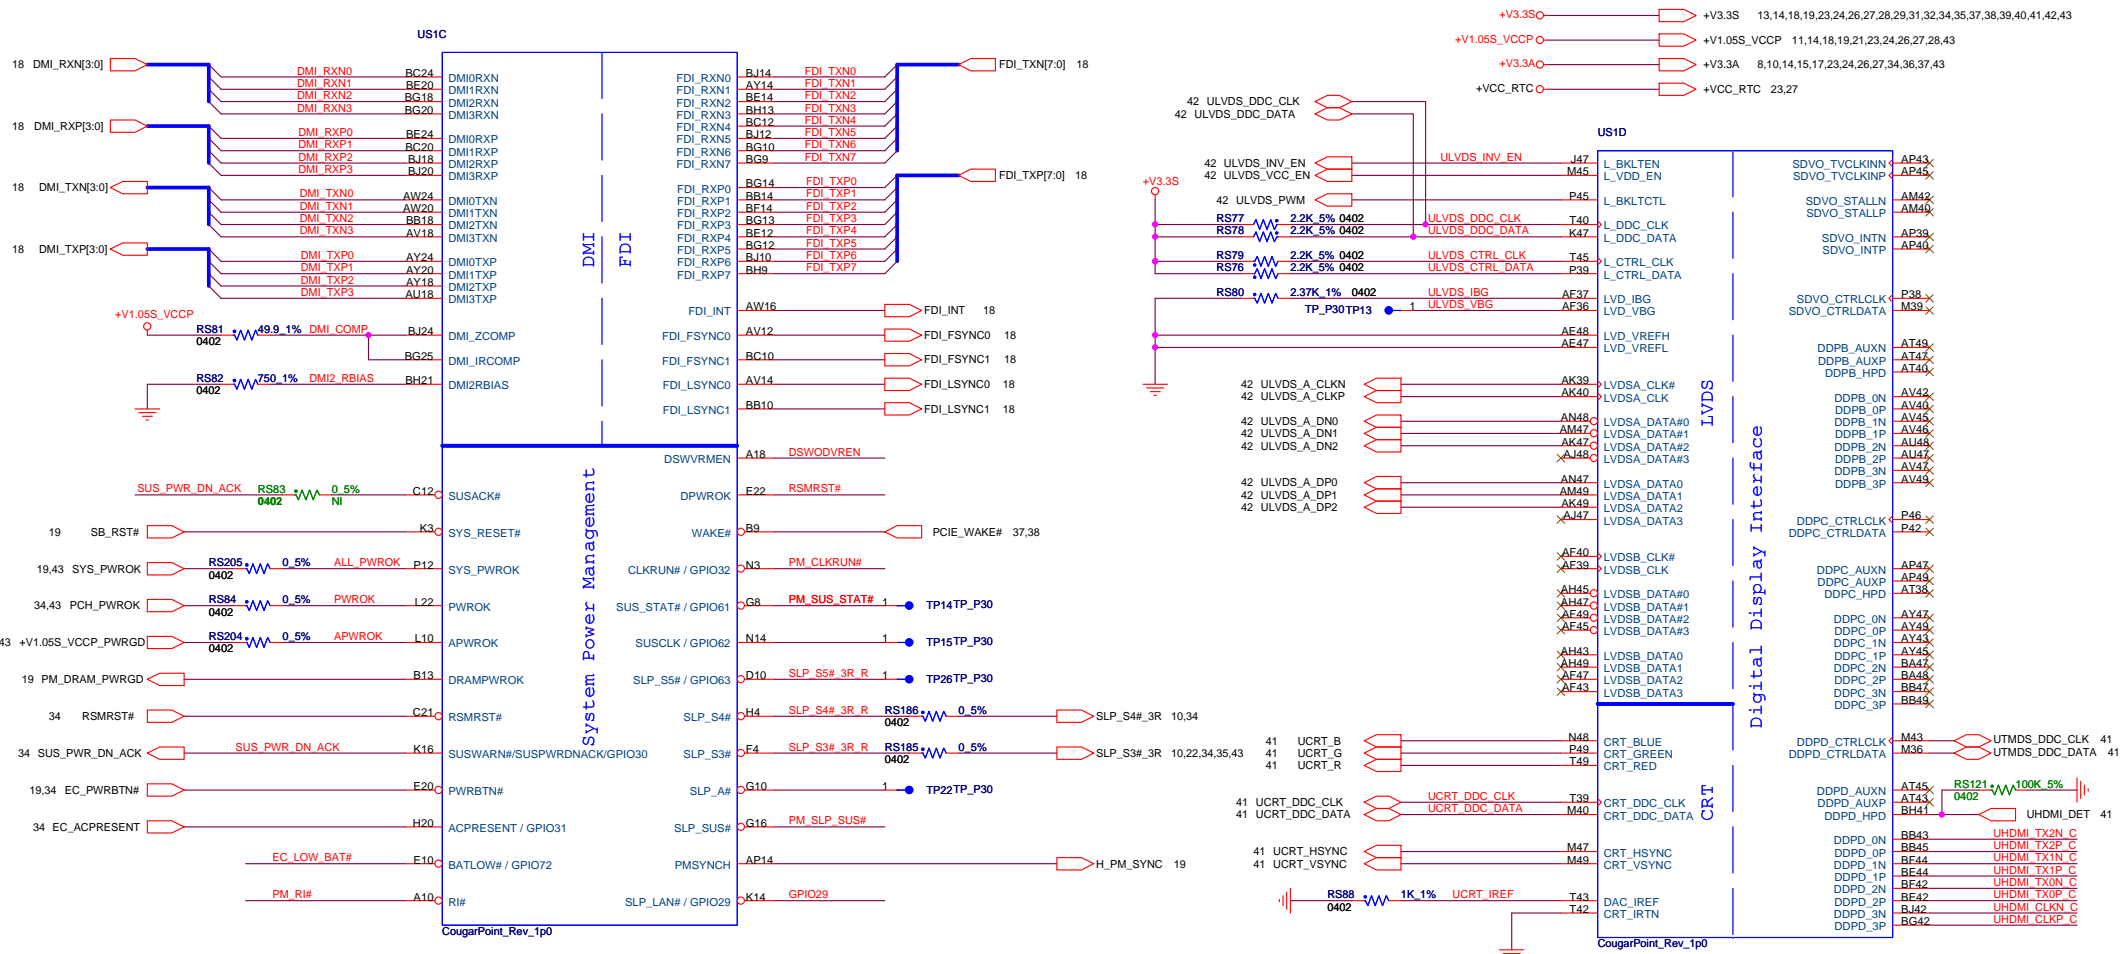 +V3.3S +V3.3S 13,14,18,19,23,24,26,27,28,29,31,32,34,35,37,38,39,40,41,42,43
+V1.05S_VCCP +V1.05S_VCCP 11,14,18,19,21,23,24,26,27,28,43
+V3.3A +V3.3A 8,10,14,15,17,23,24,26,27,34,36,37,43
+VCC_RTC +VCC_RTC 23,27
US1C
18 DMI_RXN[3:0]
DMI_RXN0 BC24 DMI0RXN
DMI_RXN1 BE20 DMI1RXN
DMI_RXN2 BG18 DMI2RXN
DMI_RXN3 BG20 DMI3RXN
18 DMI_RXP[3:0]
DMI_RXP0 BE24 DMI0RXP
DMI_RXP1 BC20 DMI1RXP
DMI_RXP2 BJ18 DMI2RXP
DMI_RXP3 BJ20 DMI3RXP
18 DMI_TXN[3:0]
DMI_TXN0 AW24 DMI0TXN
DMI_TXN1 AW20 DMI1TXN
DMI_TXN2 BB18 DMI2TXN
DMI_TXN3 AV18 DMI3TXN
18 DMI_TXP[3:0]
DMI_TXP0 AY24 DMI0TXP
DMI_TXP1 AY20 DMI1TXP
DMI_TXP2 AY18 DMI2TXP
DMI_TXP3 AU18 DMI3TXP
+V1.05S_VCCP
RS81 49.9_1% DMI_COMP BJ24 DMI_ZCOMP
0402
BG25 DMI_IRCOMP
RS82 750_1% DMI2_RBIAS BH21 DMI2RBIAS
0402
DMI
FDI
FDI_RXN0 BJ14 FDI_TXN0
FDI_RXN1 AY14 FDI_TXN1
FDI_RXN2 BE14 FDI_TXN2
FDI_RXN3 BH13 FDI_TXN3
FDI_RXN4 BC12 FDI_TXN4
FDI_RXN5 BJ12 FDI_TXN5
FDI_RXN6 BG10 FDI_TXN6
FDI_RXN7 BG9 FDI_TXN7
FDI_TXN[7:0] 18
FDI_RXP0 BG14 FDI_TXP0
FDI_RXP1 BB14 FDI_TXP1
FDI_RXP2 BF14 FDI_TXP2
FDI_RXP3 BG13 FDI_TXP3
FDI_RXP4 BE12 FDI_TXP4
FDI_RXP5 BG12 FDI_TXP5
FDI_RXP6 BJ10 FDI_TXP6
FDI_RXP7 BH9 FDI_TXP7
FDI_TXP[7:0] 18
FDI_INT AW16 FDI_INT 18
FDI_FSYNC0 AV12 FDI_FSYNC0 18
FDI_FSYNC1 BC10 FDI_FSYNC1 18
FDI_LSYNC0 AV14 FDI_LSYNC0 18
FDI_LSYNC1 BB10 FDI_LSYNC1 18
System Power Management
SUS_PWR_DN_ACK RS83 0_5% C12 SUSACK#
0402 NI
19 SB_RST# K3 SYS_RESET#
19,43 SYS_PWROK RS205 0_5% ALL_PWROK P12 SYS_PWROK
0402
34,43 PCH_PWROK RS84 0_5% PWROK L22 PWROK
0402
43 +V1.05S_VCCP_PWRGD RS204 0_5% APWROK L10 APWROK
0402
19 PM_DRAM_PWRGD B13 DRAMPWROK
34 RSMRST# C21 RSMRST#
34 SUS_PWR_DN_ACK SUS_PWR_DN_ACK K16 SUSWARN#/SUSPWRDNACK/GPIO30
19,34 EC_PWRBTN# E20 PWRBTN#
34 EC_ACPRESENT H20 ACPRESENT / GPIO31
EC_LOW_BAT# E10 BATLOW# / GPIO72
PM_RI# A10 RI#
DSWVRMEN A18 DSWODVREN
DPWROK E22 RSMRST#
WAKE# B9 PCIE_WAKE# 37,38
CLKRUN# / GPIO32 N3 PM_CLKRUN#
SUS_STAT# / GPIO61 G8 PM_SUS_STAT# 1 TP14 TP_P30
SUSCLK / GPIO62 N14 1 TP15 TP_P30
SLP_S5# / GPIO63 D10 SLP_S5#_3R_R 1 TP26 TP_P30
SLP_S4# H4 SLP_S4#_3R_R RS186 0_5% SLP_S4#_3R 10,34
0402
SLP_S3# F4 SLP_S3#_3R_R RS185 0_5% SLP_S3#_3R 10,22,34,35,43
0402
SLP_A# G10 1 TP22 TP_P30
SLP_SUS# G16 PM_SLP_SUS#
PMSYNCH AP14 H_PM_SYNC 19
SLP_LAN# / GPIO29 K14 GPIO29
CougarPoint_Rev_1p0
US1D
42 ULVDS_DDC_CLK
42 ULVDS_DDC_DATA
42 ULVDS_INV_EN ULVDS_INV_EN J47 L_BKLTEN
42 ULVDS_VCC_EN M45 L_VDD_EN
+V3.3S
42 ULVDS_PWM P45 L_BKLTCTL
RS77 2.2K_5% 0402 ULVDS_DDC_CLK T40 L_DDC_CLK
RS78 2.2K_5% 0402 ULVDS_DDC_DATA K47 L_DDC_DATA
RS79 2.2K_5% 0402 ULVDS_CTRL_CLK T45 L_CTRL_CLK
RS76 2.2K_5% 0402 ULVDS_CTRL_DATA P39 L_CTRL_DATA
RS80 2.37K_1% 0402 ULVDS_IBG AF37 LVD_IBG
TP_P30 TP13 1 ULVDS_VBG AF36 LVD_VBG
AE48 LVD_VREFH
AE47 LVD_VREFL
42 ULVDS_A_CLKN AK39 LVDSA_CLK#
42 ULVDS_A_CLKP AK40 LVDSA_CLK
42 ULVDS_A_DN0 AN48 LVDSA_DATA#0
42 ULVDS_A_DN1 AM47 LVDSA_DATA#1
42 ULVDS_A_DN2 AK47 LVDSA_DATA#2
AJ48 LVDSA_DATA#3
42 ULVDS_A_DP0 AN47 LVDSA_DATA0
42 ULVDS_A_DP1 AM49 LVDSA_DATA1
42 ULVDS_A_DP2 AK49 LVDSA_DATA2
AJ47 LVDSA_DATA3
AF40 LVDSB_CLK#
AF39 LVDSB_CLK
AH45 LVDSB_DATA#0
AH47 LVDSB_DATA#1
AF49 LVDSB_DATA#2
AF45 LVDSB_DATA#3
AH43 LVDSB_DATA0
AH49 LVDSB_DATA1
AF47 LVDSB_DATA2
AF43 LVDSB_DATA3
41 UCRT_B N48 CRT_BLUE
41 UCRT_G P49 CRT_GREEN
41 UCRT_R T49 CRT_RED
41 UCRT_DDC_CLK UCRT_DDC_CLK T39 CRT_DDC_CLK
41 UCRT_DDC_DATA UCRT_DDC_DATA M40 CRT_DDC_DATA
41 UCRT_HSYNC M47 CRT_HSYNC
41 UCRT_VSYNC M49 CRT_VSYNC
RS88 1K_1% UCRT_IREF T43 DAC_IREF
0402 T42 CRT_IRTN
LVDS
CRT
Digital Display Interface
SDVO_TVCLKINN AP43
SDVO_TVCLKINP AP45
SDVO_STALLN AM42
SDVO_STALLP AM40
SDVO_INTN AP39
SDVO_INTP AP40
SDVO_CTRLCLK P38
SDVO_CTRLDATA M39
DDPB_AUXN AT49
DDPB_AUXP AT47
DDPB_HPD AT40
DDPB_0N AV42
DDPB_0P AV40
DDPB_1N AV45
DDPB_1P AV46
DDPB_2N AU48
DDPB_2P AU47
DDPB_3N AV47
DDPB_3P AV49
DDPC_CTRLCLK P46
DDPC_CTRLDATA P42
DDPC_AUXN AP47
DDPC_AUXP AP49
DDPC_HPD AT38
DDPC_0N AY47
DDPC_0P AY49
DDPC_1N AY43
DDPC_1P AY45
DDPC_2N BA47
DDPC_2P BA48
DDPC_3N BB47
DDPC_3P BB49
DDPD_CTRLCLK M43 UTMDS_DDC_CLK 41
DDPD_CTRLDATA M36 UTMDS_DDC_DATA 41
DDPD_AUXN AT45 RS121 100K_5%
DDPD_AUXP AT43 0402
DDPD_HPD BH41 UHDMI_DET 41
DDPD_0N BB43 UHDMI_TX2N_C
DDPD_0P BB45 UHDMI_TX2P_C
DDPD_1N BF44 UHDMI_TX1N_C
DDPD_1P BE44 UHDMI_TX1P_C
DDPD_2N BF42 UHDMI_TX0N_C
DDPD_2P BE42 UHDMI_TX0P_C
DDPD_3N BJ42 UHDMI_CLKN_C
DDPD_3P BG42 UHDMI_CLKP_C
CougarPoint_Rev_1p0